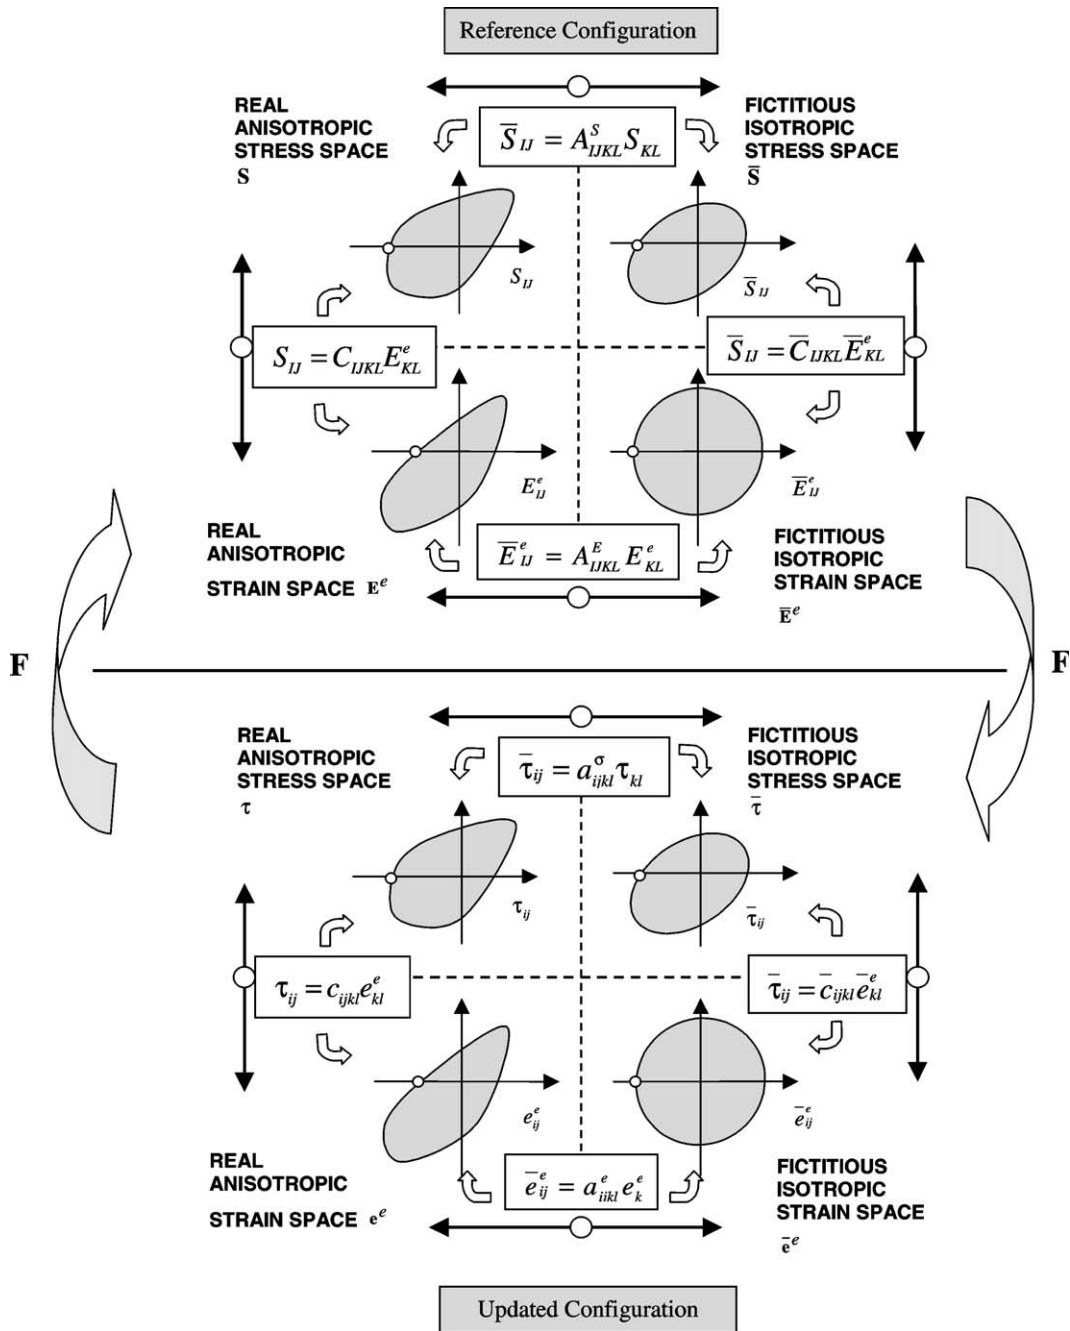 Reference Configuration
REAL
ANISOTROPIC
STRESS SPACE
S
S̅_IJ = A^S_IJKL S_KL
FICTITIOUS
ISOTROPIC
STRESS SPACE
S̅
S_IJ
S̅_IJ
S_IJ = C_IJKL E^e_KL
S̅_IJ = C̅_IJKL E̅^e_KL
E^e_IJ
E̅^e_IJ
REAL
ANISOTROPIC
STRAIN SPACE E^e
E̅^e_IJ = A^E_IJKL E^e_KL
FICTITIOUS
ISOTROPIC
STRAIN SPACE
E̅^e
F
F
REAL
ANISOTROPIC
STRESS SPACE
τ
τ̅_ij = a^σ_ijkl τ_kl
FICTITIOUS
ISOTROPIC
STRESS SPACE
τ̅
τ_ij
τ̅_ij
τ_ij = c_ijkl e^e_kl
τ̅_ij = c̅_ijkl e̅^e_kl
e^e_ij
e̅^e_ij
REAL
ANISOTROPIC
STRAIN SPACE e^e
e̅^e_ij = a^e_iikl e^e_k
FICTITIOUS
ISOTROPIC
STRAIN SPACE
e̅^e
Updated Configuration